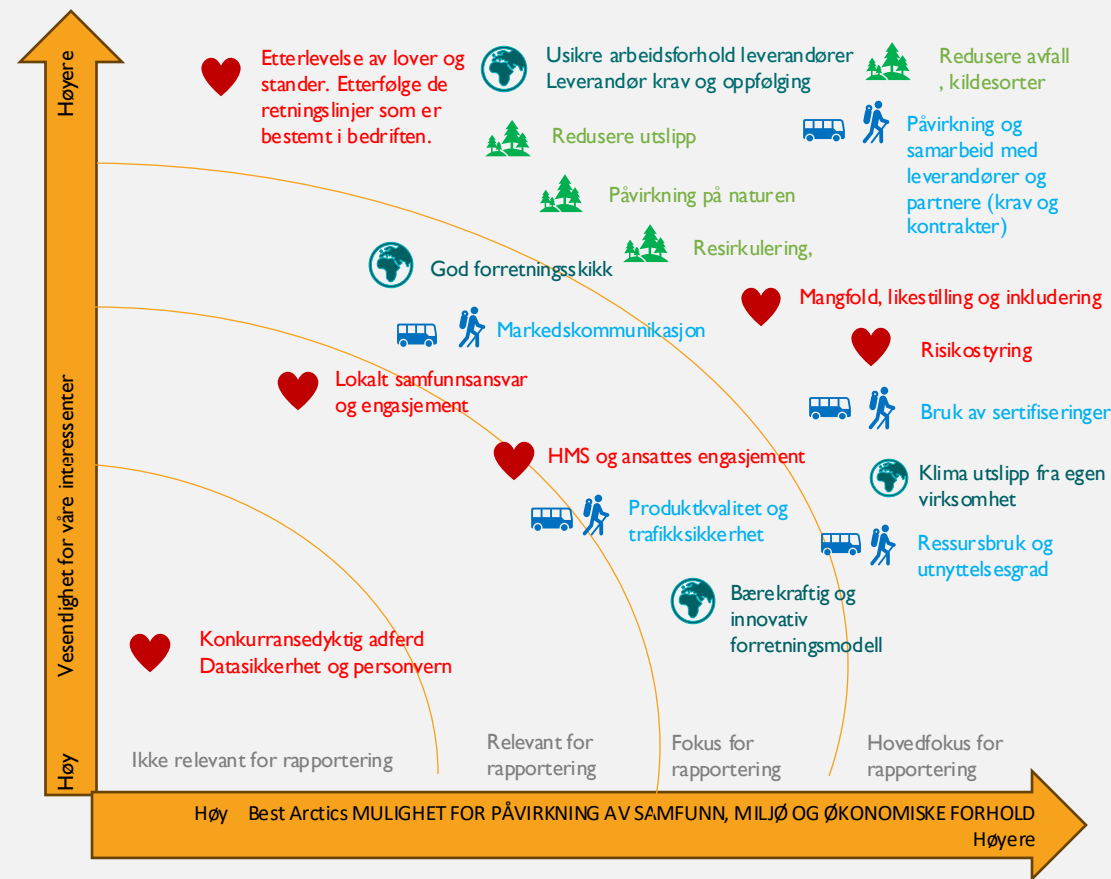 Høyere
Vesentlighet for våre interessenter
Høy
Etterlevelse av lover og
stander. Etterfølge de
retningslinjer som er
bestemt i bedriften.
Usikre arbeidsforhold leverandører
Leverandør krav og oppfølging
Redusere avfall
, kildesorter
Redusere utslipp
Påvirkning og
samarbeid med
leverandører og
partnere (krav og
kontrakter)
Påvirkning på naturen
Resirkulering,
God forretningsskikk
Mangfold, likestilling og inkludering
Markedskommunikasjon
Risikostyring
Lokalt samfunnsansvar
og engasjement
Bruk av sertifiseringer
HMS og ansattes engasjement
Klima utslipp fra egen
virksomhet
Produktkvalitet og
trafikksikkerhet
Ressursbruk og
utnyttelsesgrad
Bærekraftig og
innovativ
forretningsmodell
Konkurransedyktig adferd
Datasikkerhet og personvern
Ikke relevant for rapportering
Relevant for
rapportering
Fokus for
rapportering
Hovedfokus for
rapportering
Høy Best Arctics MULIGHET FOR PÅVIRKNING AV SAMFUNN, MILJØ OG ØKONOMISKE FORHOLD
Høyere